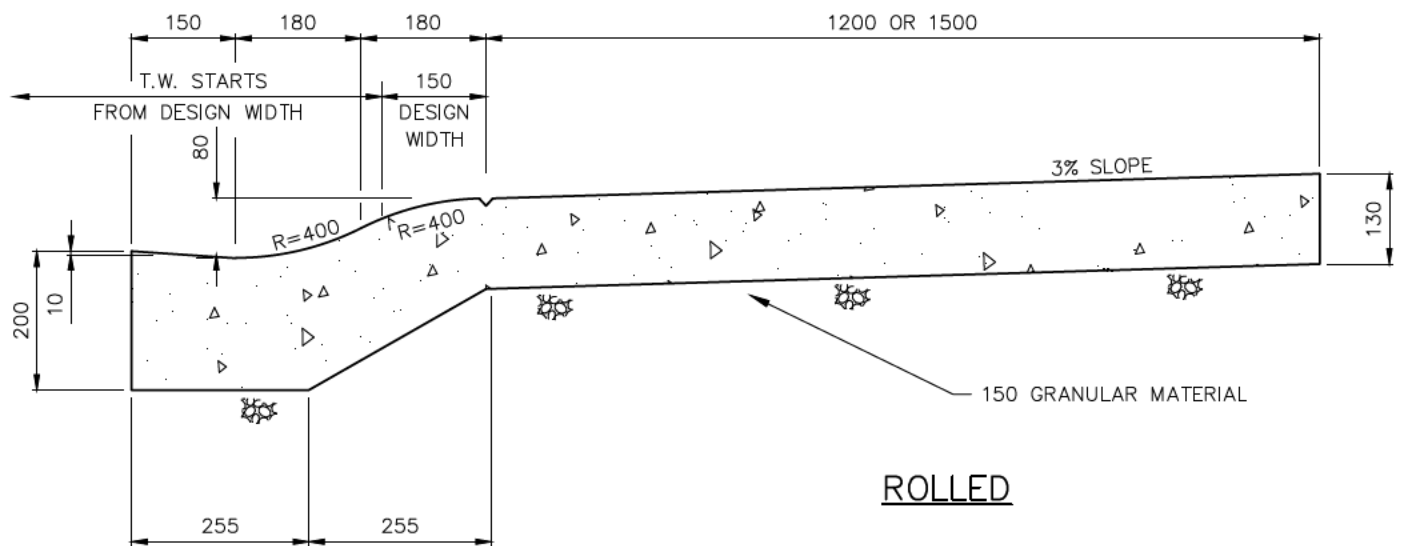 150
180
180
1200 OR 1500
T.W. STARTS
FROM DESIGN WIDTH
150
DESIGN
WIDTH
80
3% SLOPE
R=400
R=400
130
200
10
150 GRANULAR MATERIAL
ROLLED
255
255